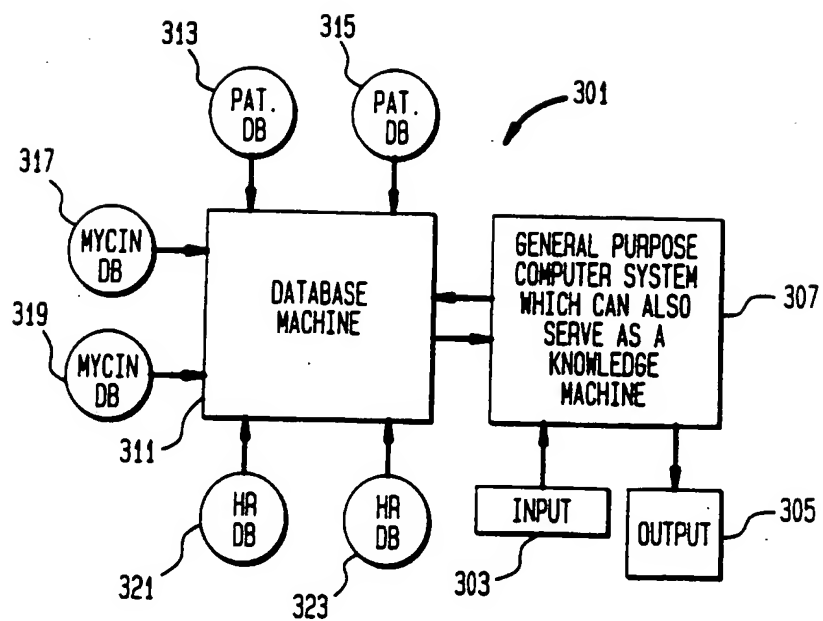 313
315
301
PAT.
DB
PAT.
DB
317
MYCIN
DB
319
MYCIN
DB
DATABASE
MACHINE
GENERAL PURPOSE
COMPUTER SYSTEM
WHICH CAN ALSO
SERVE AS A
KNOWLEDGE
MACHINE
307
311
HR
DB
HR
DB
321
323
INPUT
303
OUTPUT
305